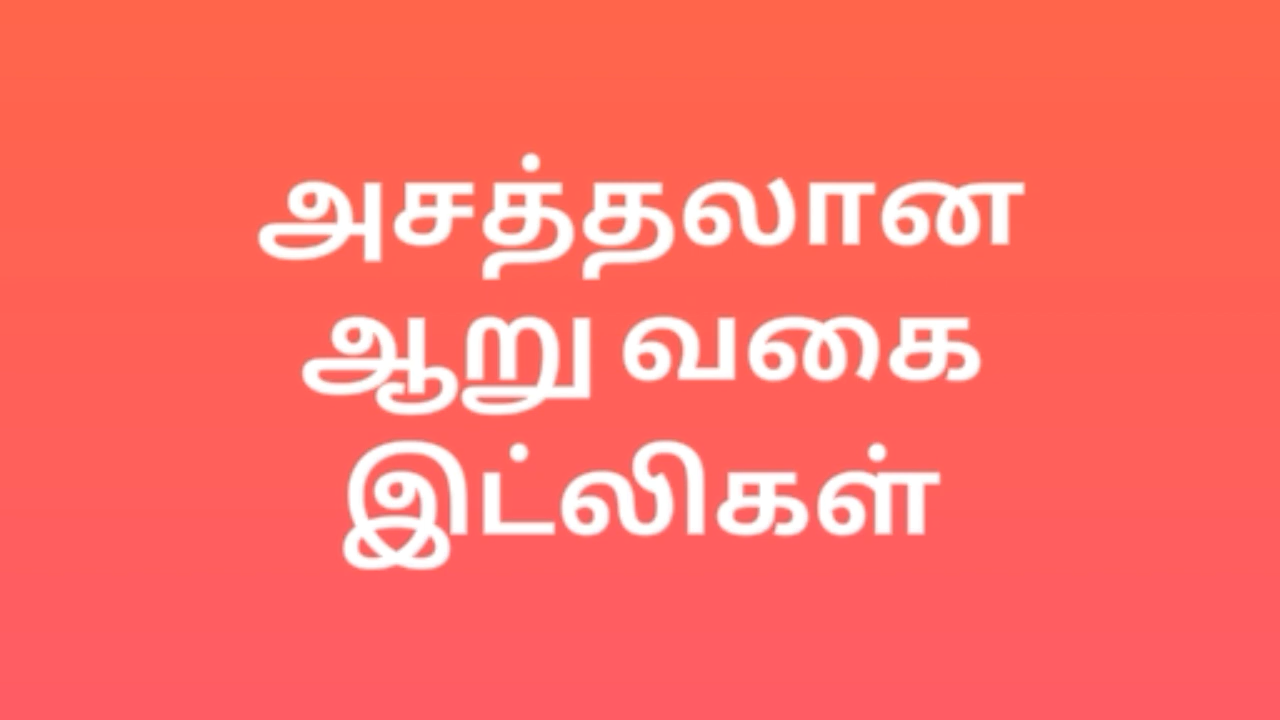 அசத்தலான
ஆறு வகை
இட்லிகள்